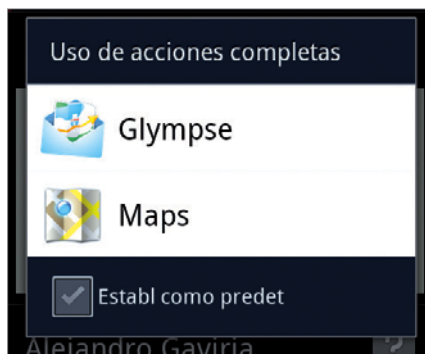 Uso de acciones completas
Glympse
Maps
Establ como predet
Alejandro Gaviria
?